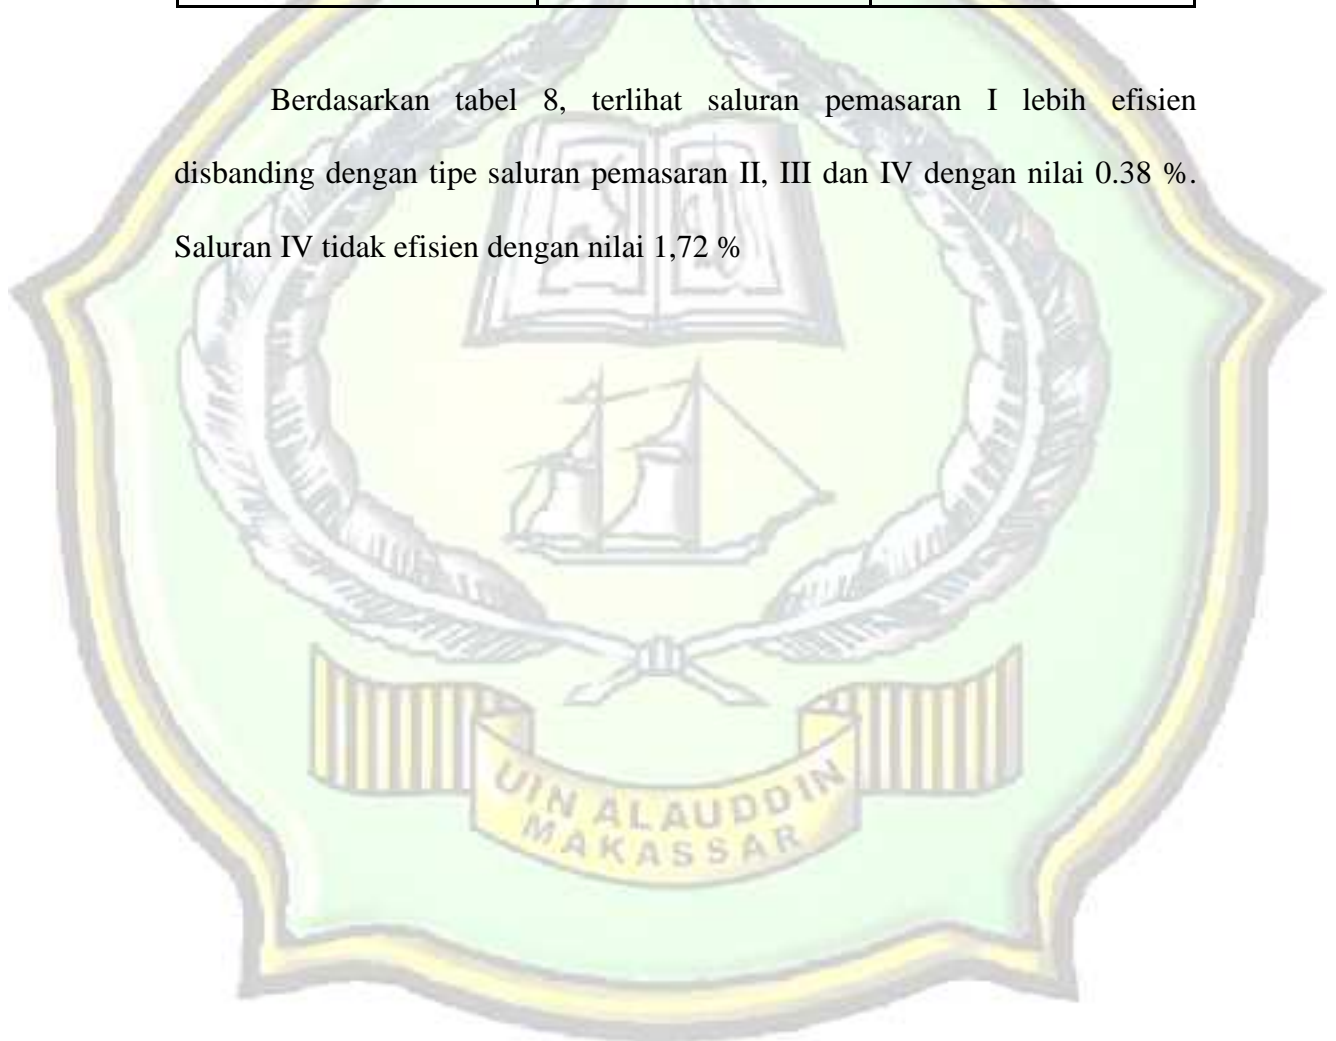 Berdasarkan tabel 8, terlihat saluran pemasaran I lebih efisien
disbanding dengan tipe saluran pemasaran II, III dan IV dengan nilai 0.38 %.
Saluran IV tidak efisien dengan nilai 1,72 %
UIN ALAUDDIN
MAKASSAR